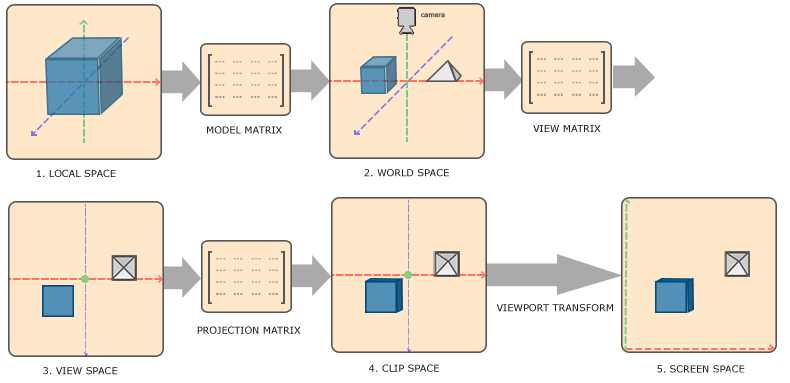 camera
MODEL MATRIX
VIEW MATRIX
1. LOCAL SPACE
2. WORLD SPACE
PROJECTION MATRIX
VIEWPORT TRANSFORM
3. VIEW SPACE
4. CLIP SPACE
5. SCREEN SPACE